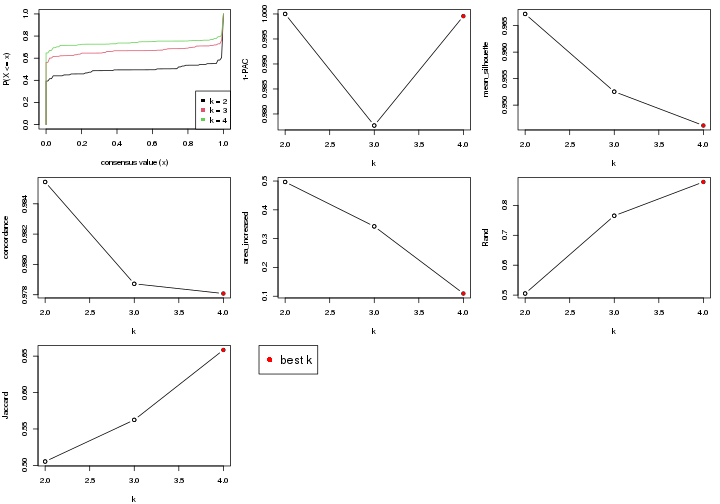 P(X <= x)
0.0 0.2 0.4 0.6 0.8 1.0
k = 2
k = 3
k = 4
0.0 0.2 0.4 0.6 0.8 1.0
consensus value (x)
1-PAC
0.980 0.985 0.990 0.995 1.000
2.0 2.5 3.0 3.5 4.0
k
mean_silhouette
0.950 0.955 0.960 0.965
2.0 2.5 3.0 3.5 4.0
k
concordance
0.978 0.980 0.982 0.984
2.0 2.5 3.0 3.5 4.0
k
area_increased
0.1 0.2 0.3 0.4 0.5
2.0 2.5 3.0 3.5 4.0
k
Rand
0.5 0.6 0.7 0.8
2.0 2.5 3.0 3.5 4.0
k
Jaccard
0.50 0.55 0.60 0.65
2.0 2.5 3.0 3.5 4.0
k
best k